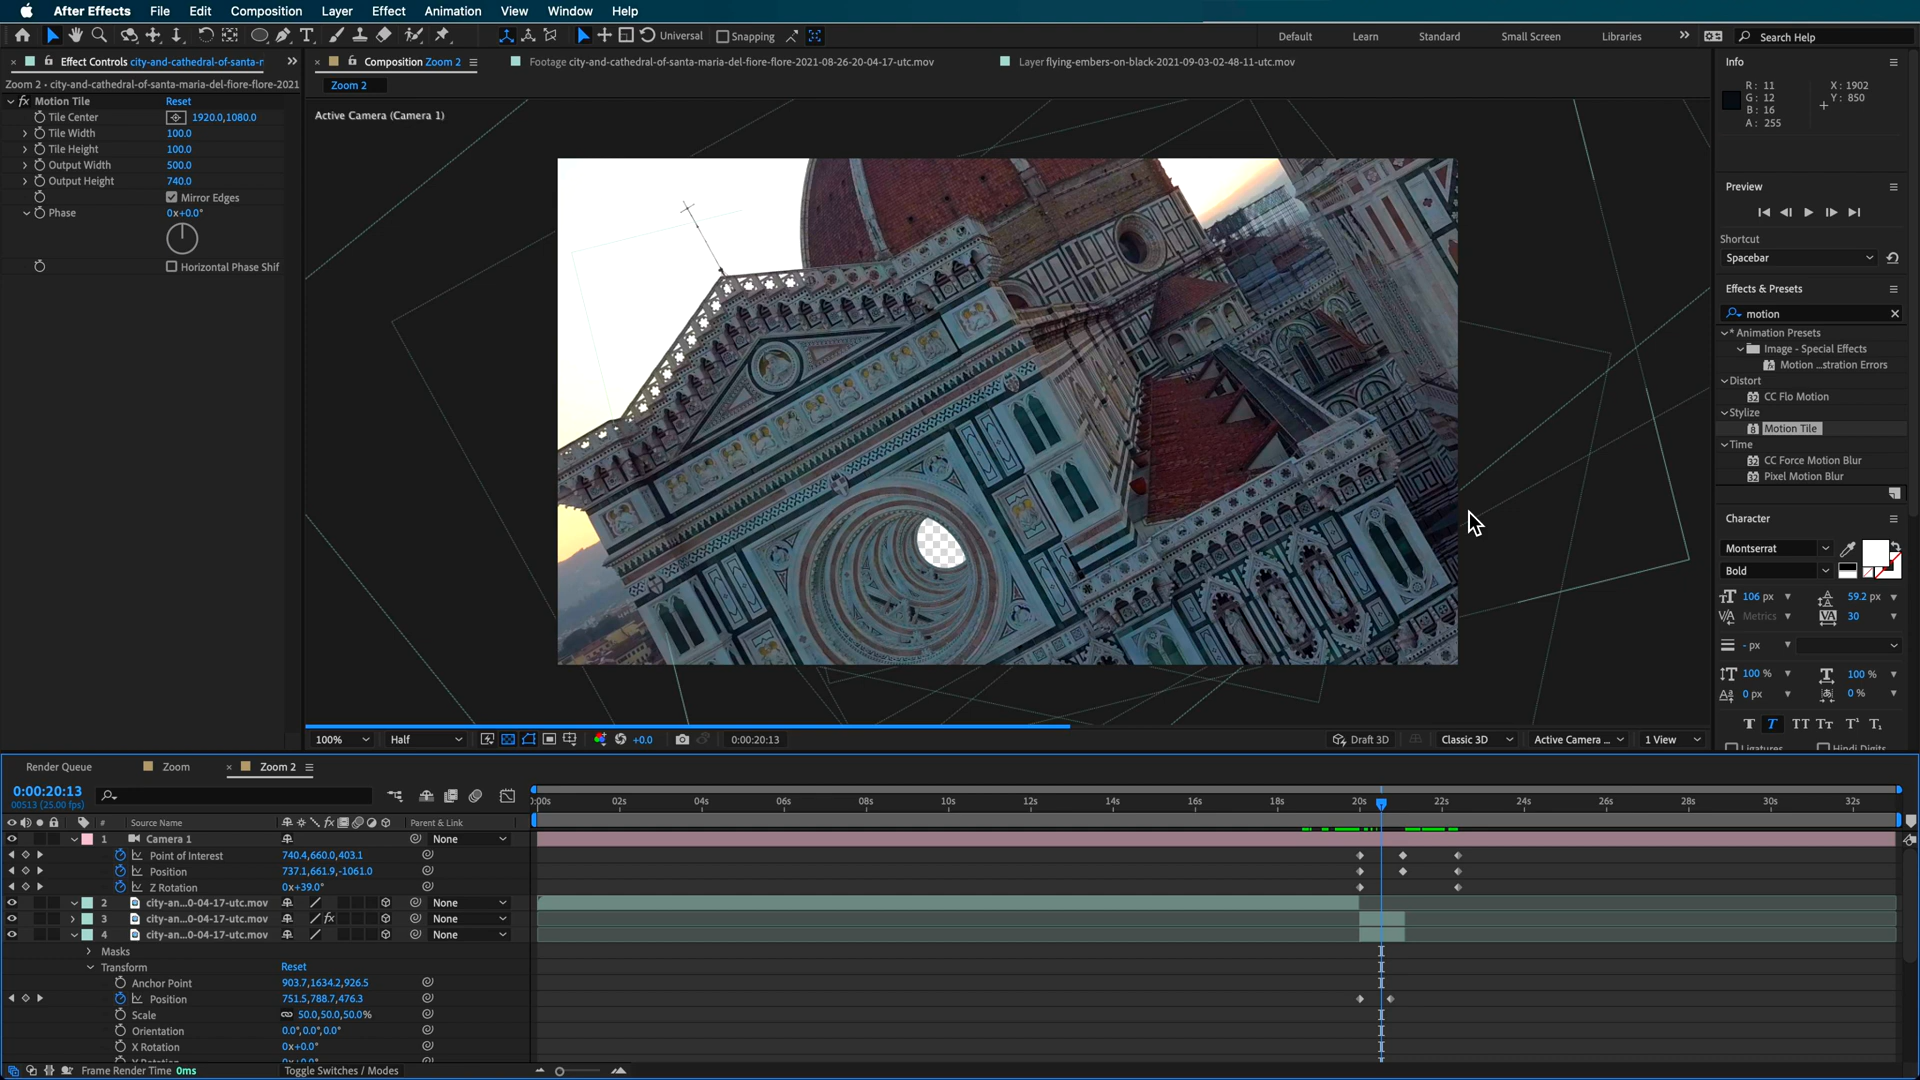 After Effects File Edit Composition Layer Effect Animation View Window Help
Universal Snapping Default Learn Standard Small Screen Libraries Search Help
Effect Controls city-and-cathedral-of-santa-r
Composition Zoom 2
Footage city-and-cathedral-of-santa-maria-del-fiore-flore-2021-08-26-20-04-17-utc.mov
Layer flying-embers-on-black-2021-09-03-02-48-11-utc.mov
Zoom 2 • city-and-cathedral-of-santa-maria-del-fiore-flore-2021
Zoom 2
fx Motion Tile Reset
Tile Center 1920.0,1080.0
Tile Width 100.0
Tile Height 100.0
Output Width 500.0
Output Height 740.0
Mirror Edges
Phase 0x+0.0°
Horizontal Phase Shif
Active Camera (Camera 1)
100% Half +0.0 0:00:20:13 Draft 3D Classic 3D Active Camera ... 1 View
Info
R: 11 X: 1902
G: 12 Y: 850
B: 16
A: 255
Preview
Shortcut
Spacebar
Effects & Presets
motion
* Animation Presets
Image - Special Effects
Motion ...stration Errors
Distort
CC Flo Motion
Stylize
Motion Tile
Time
CC Force Motion Blur
Pixel Motion Blur
Character
Montserrat
Bold
106 px 59.2 px
Metrics 30
- px
100 % 100 %
0 px 0 %
T T TT Tт T¹ T₁
Ligatures Hindi Digits
Render Queue Zoom Zoom 2
0:00:20:13
00513 (25.00 fps)
:00s 02s 04s 06s 08s 10s 12s 14s 16s 18s 20s 22s 24s 26s 28s 30s 32s
# Source Name fx Parent & Link
1 Camera 1 None
Point of Interest 740.4,660.0,403.1
Position 737.1,661.9,-1061.0
Z Rotation 0x+39.0°
2 city-an...0-04-17-utc.mov None
3 city-an...0-04-17-utc.mov fx None
4 city-an...0-04-17-utc.mov None
Masks
Transform Reset
Anchor Point 903.7,1634.2,926.5
Position 751.5,788.7,476.3
Scale 50.0,50.0,50.0%
Orientation 0.0°,0.0°,0.0°
X Rotation 0x+0.0°
Frame Render Time 0ms Toggle Switches / Modes